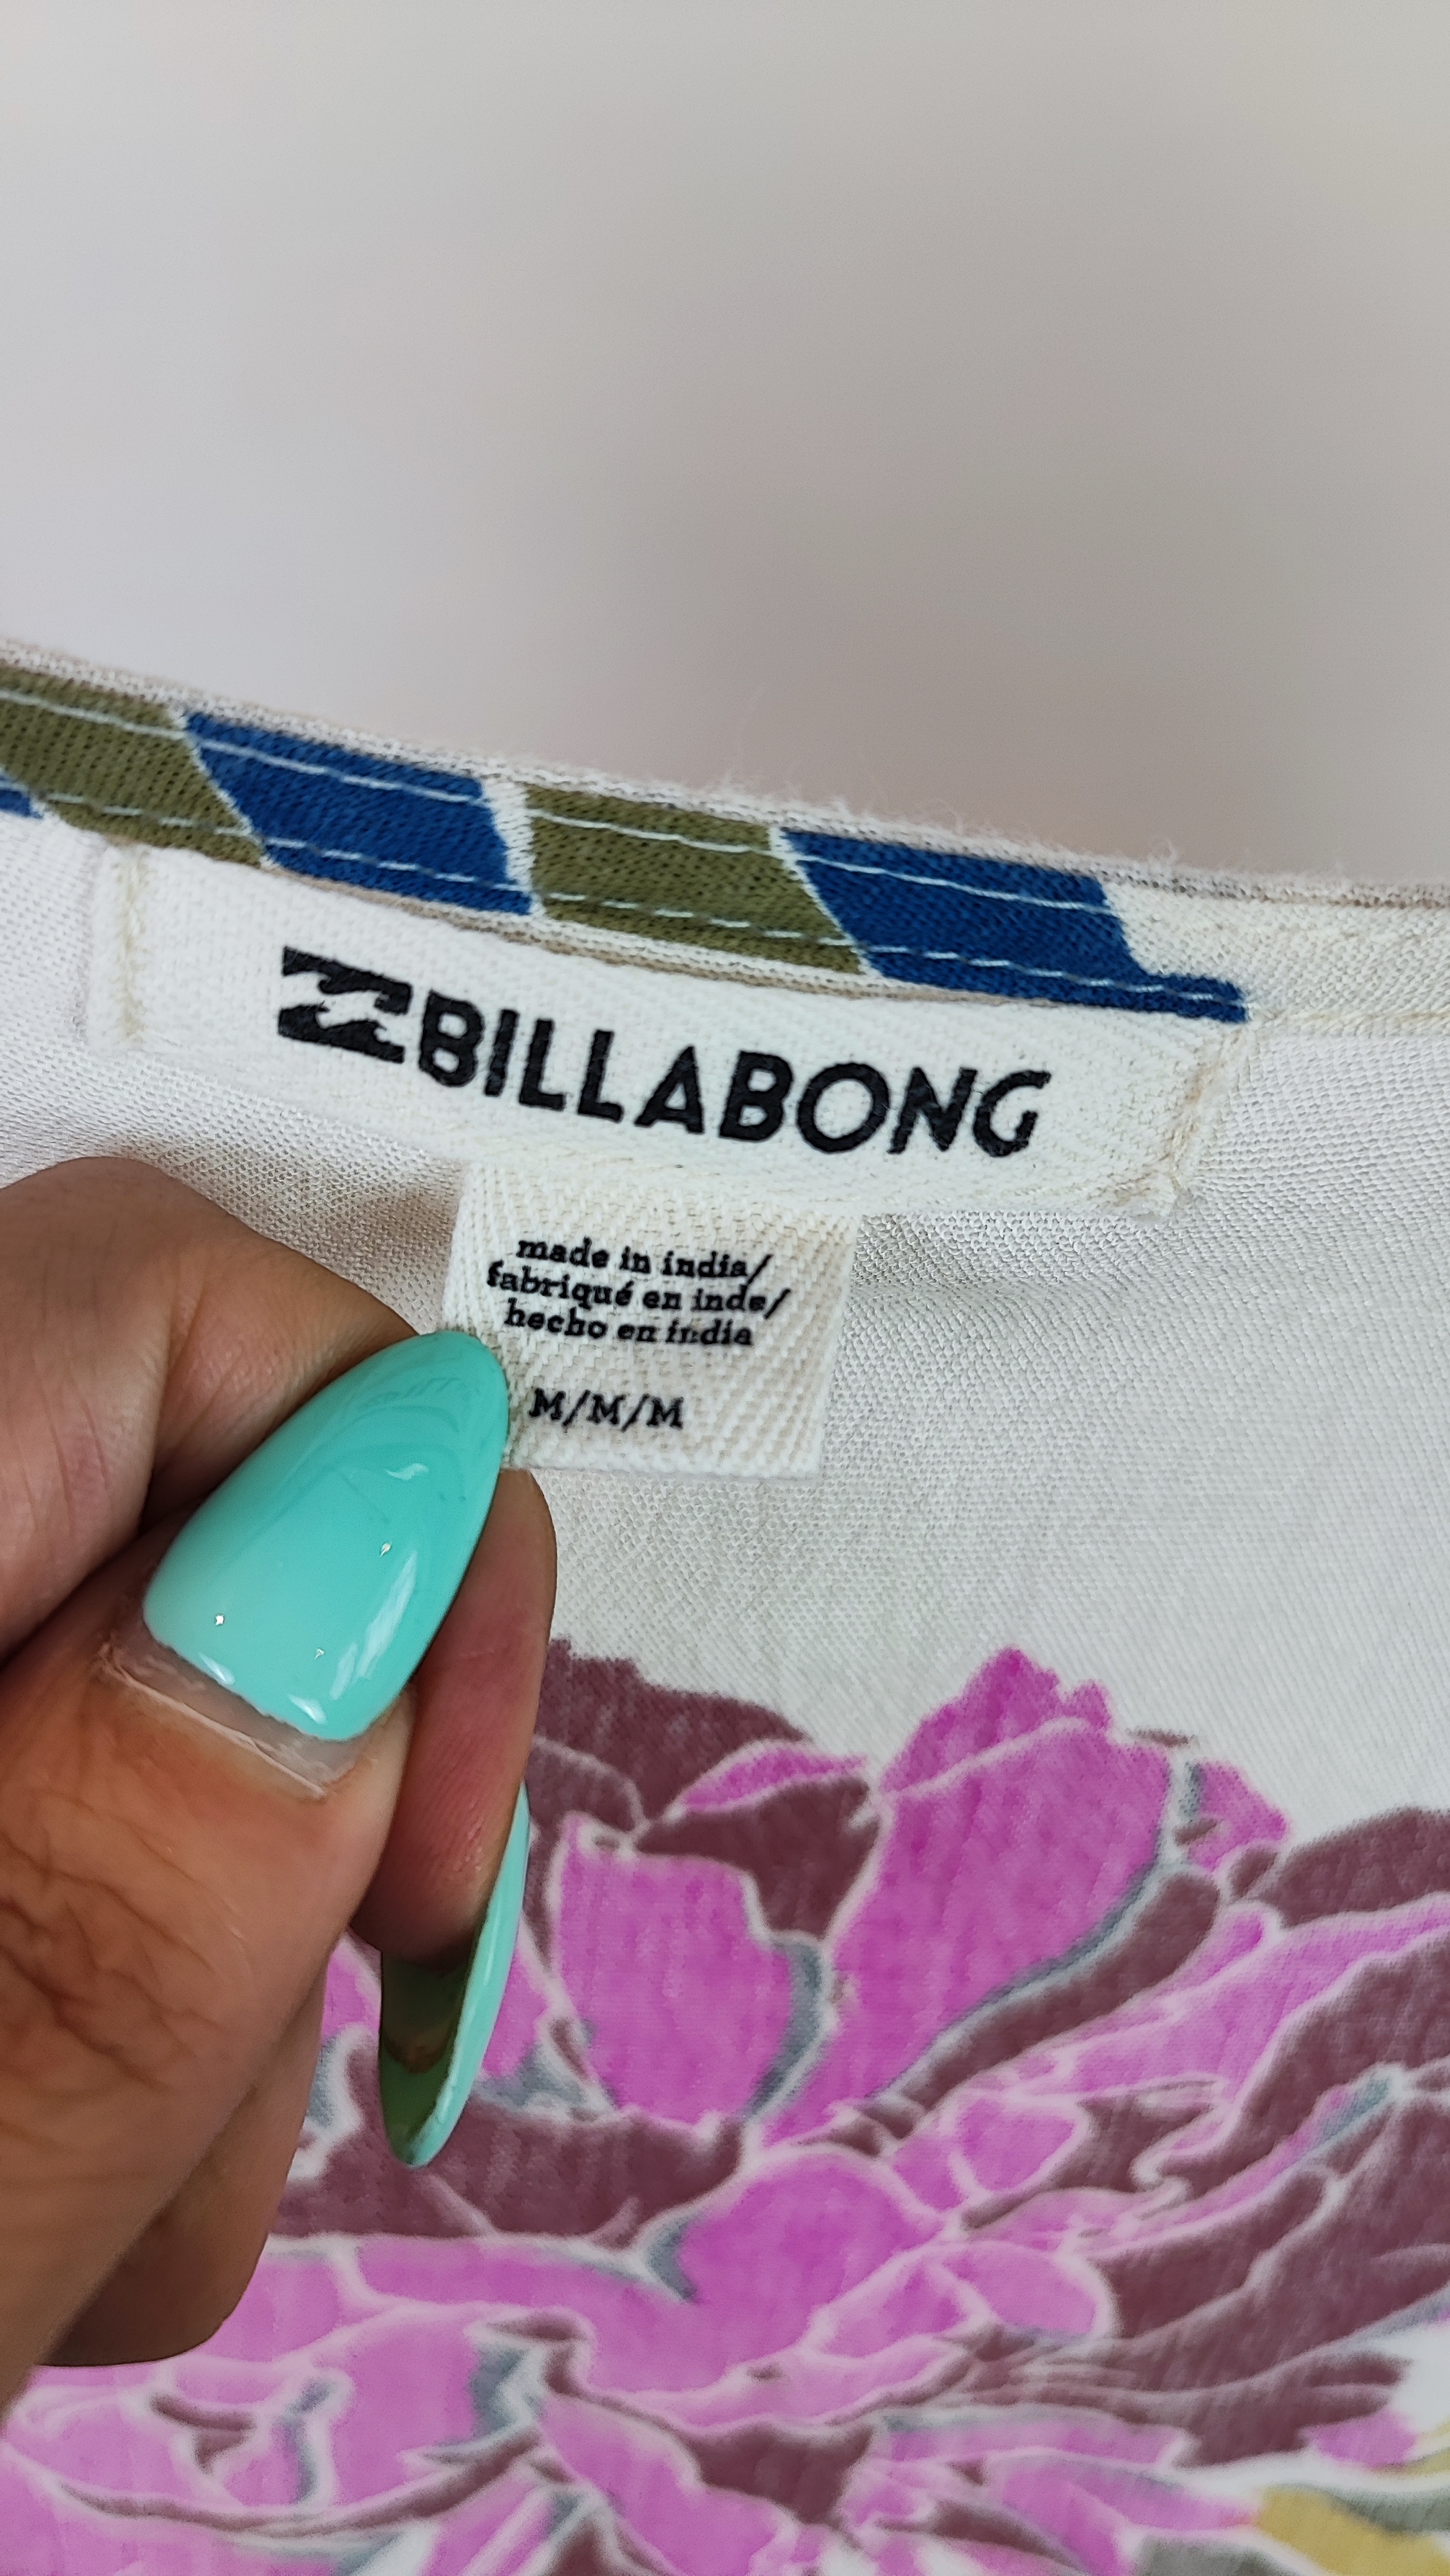 BILLABONG
made in india/
fabriqué en inde/
hecho en india
M/M/M